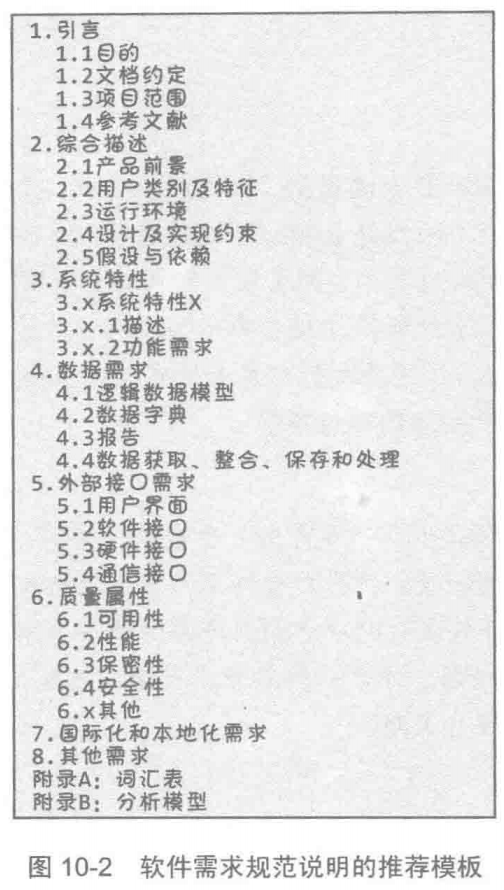 1.引言
1.1目的
1.2文档约定
1.3项目范围
1.4参考文献
2.综合描述
2.1产品前景
2.2用户类别及特征
2.3运行环境
2.4设计及实现约束
2.5假设与依赖
3.系统特性
3.x系统特性X
3.x.1描述
3.x.2功能需求
4.数据需求
4.1逻辑数据模型
4.2数据字典
4.3报告
4.4数据获取、整合、保存和处理
5.外部接口需求
5.1用户界面
5.2软件接口
5.3硬件接口
5.4通信接口
6.质量属性
6.1可用性
6.2性能
6.3保密性
6.4安全性
6.x其他
7.国际化和本地化需求
8.其他需求
附录A：词汇表
附录B：分析模型
图 10-2 软件需求规范说明的推荐模板